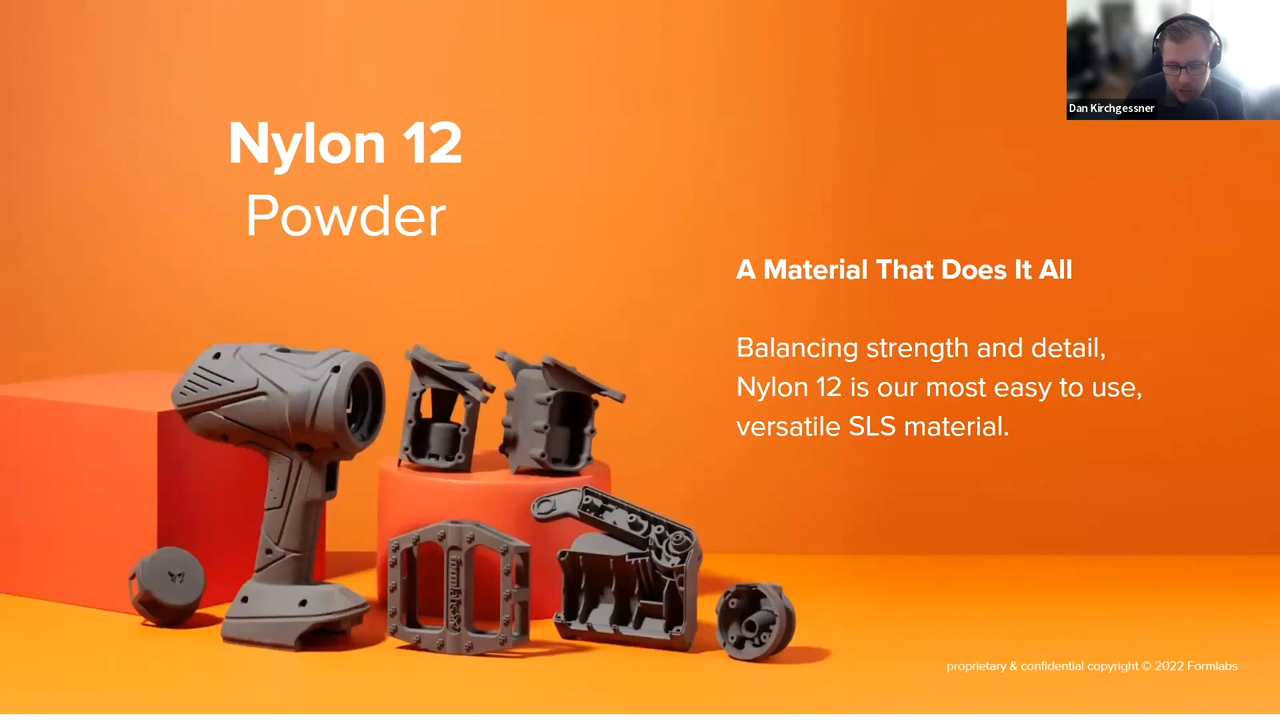 Dan Kirchgessner
Nylon 12
Powder
A Material That Does It All
Balancing strength and detail,
Nylon 12 is our most easy to use,
versatile SLS material.
formlabs
proprietary & confidential copyright © 2022 Formlabs